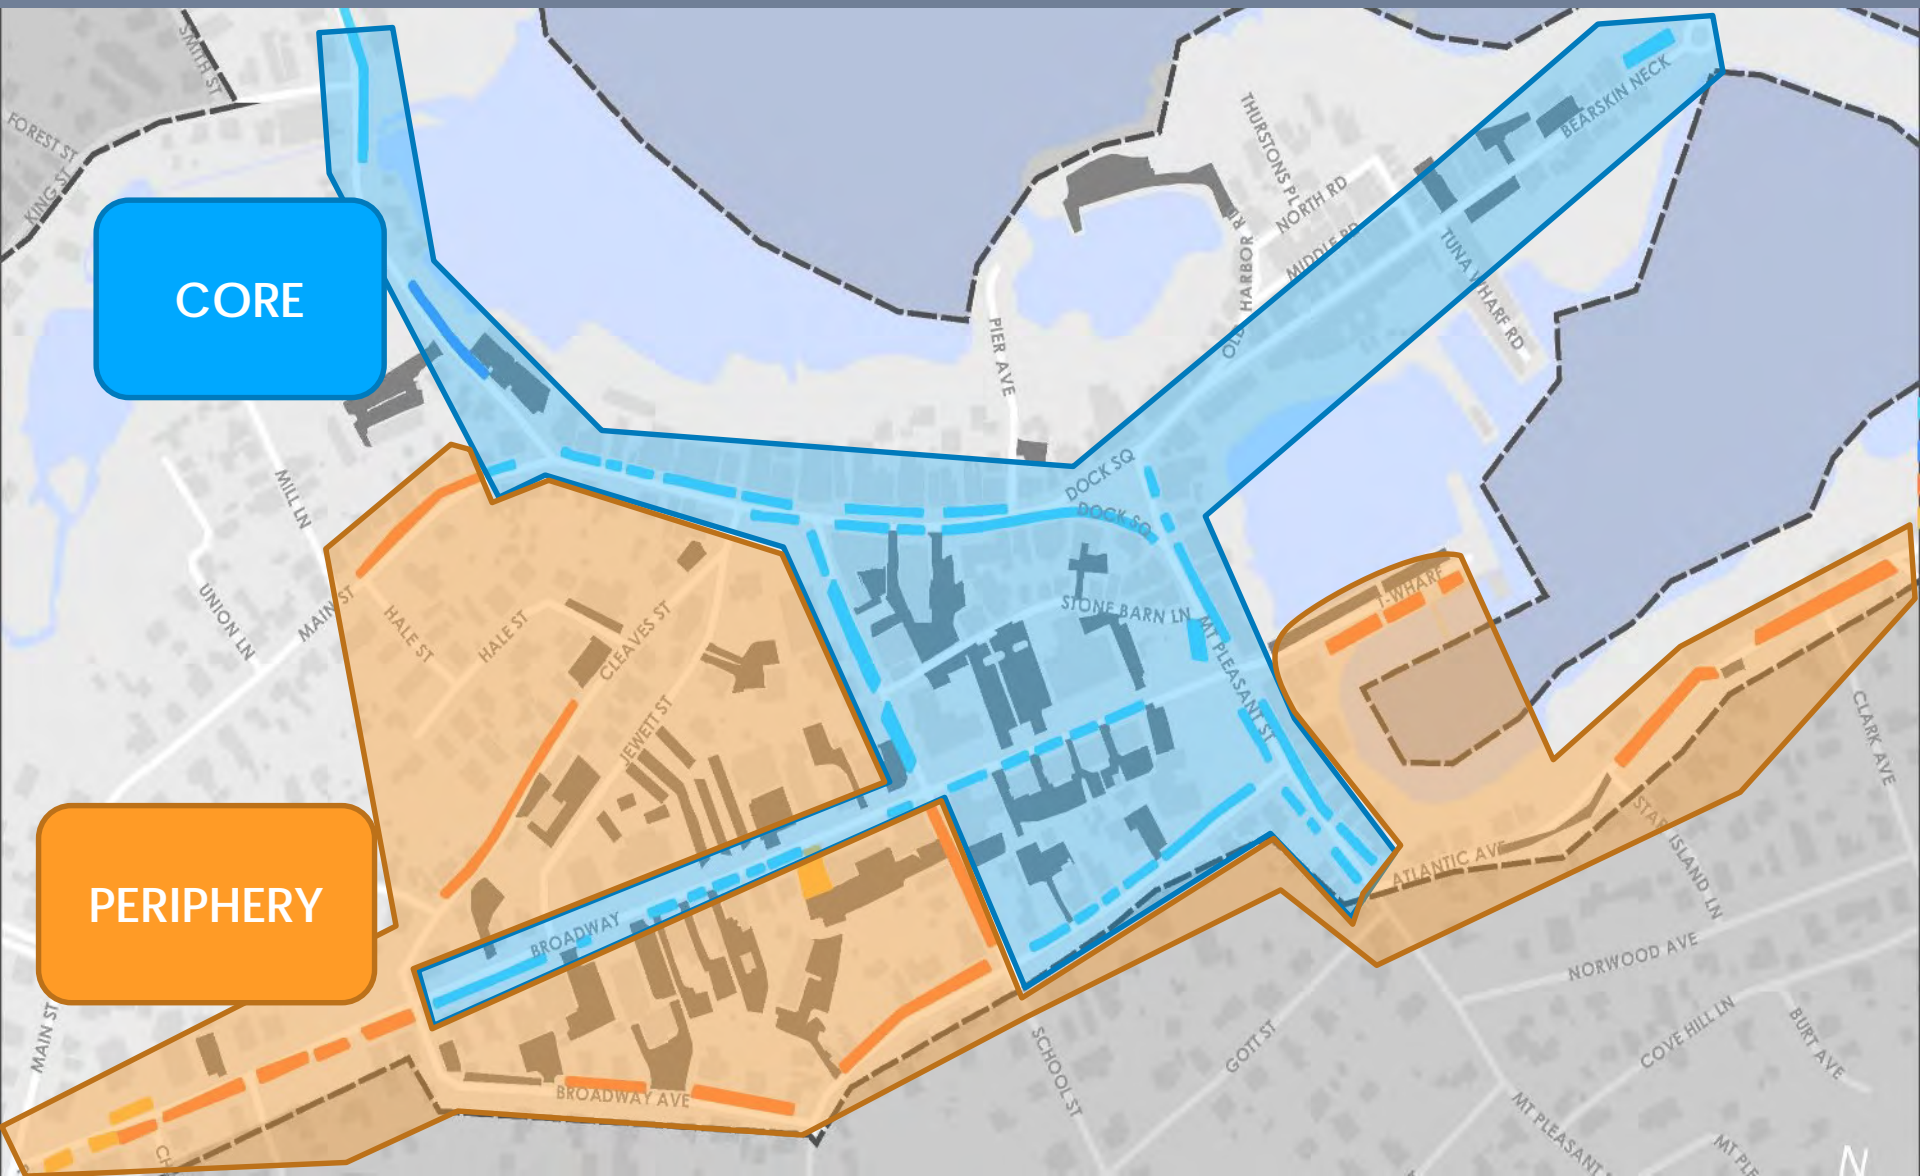 SMITH ST
FOREST ST
KING ST
BEARSKIN NECK
THURSTONS PL
NORTH RD
MIDDLE RD
OLD HARBOR RD
TUNA WHARF RD
CORE
PIER AVE
DOCK SQ
DOCK SQ
MILL LN
UNION LN
MAIN ST
HALE ST
HALE ST
CLEAVES ST
JEWETT ST
STONE BARN LN
MT PLEASANT ST
T-WHARF
CLARK AVE
STAR ISLAND LN
ATLANTIC AVE
PERIPHERY
BROADWAY
NORWOOD AVE
COVE HILL LN
BURT AVE
MAIN ST
GOTT ST
SCHOOL ST
BROADWAY AVE
MT PLEASANT
N